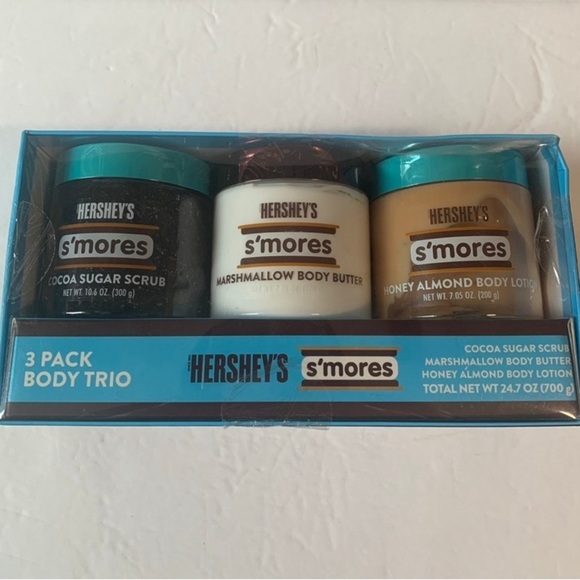 HERSHEY'S
s'mores
COCOA SUGAR SCRUB
NET WT. 10.6 OZ. (300 g)
HERSHEY'S
s'mores
MARSHMALLOW BODY BUTTER
HERSHEY'S
s'mores
HONEY ALMOND BODY LOTIO
NET WT. 7.05 OZ. (200 g)
3 PACK
BODY TRIO
HERSHEY'S
s'mores
COCOA SUGAR SCRUB
MARSHMALLOW BODY BUTTER
HONEY ALMOND BODY LOTION
TOTAL NET WT 24.7 OZ (700 g)